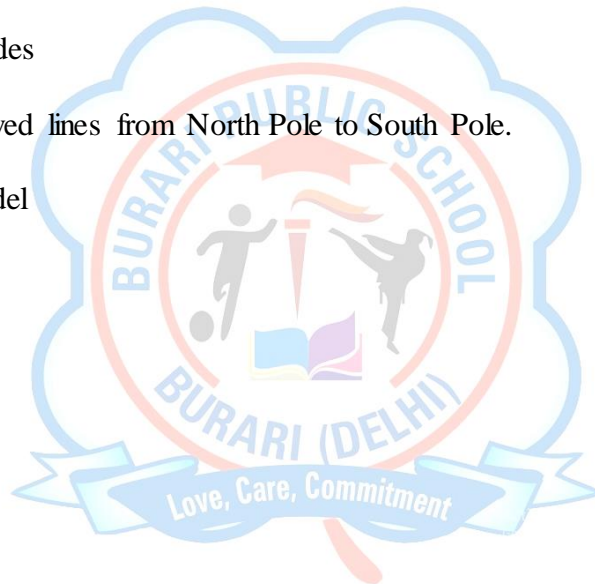 des
ved lines from North Pole to South Pole.
del
BURARI PUBLIC SCHOOL
BURARI (DELHI)
Love, Care, Commitment